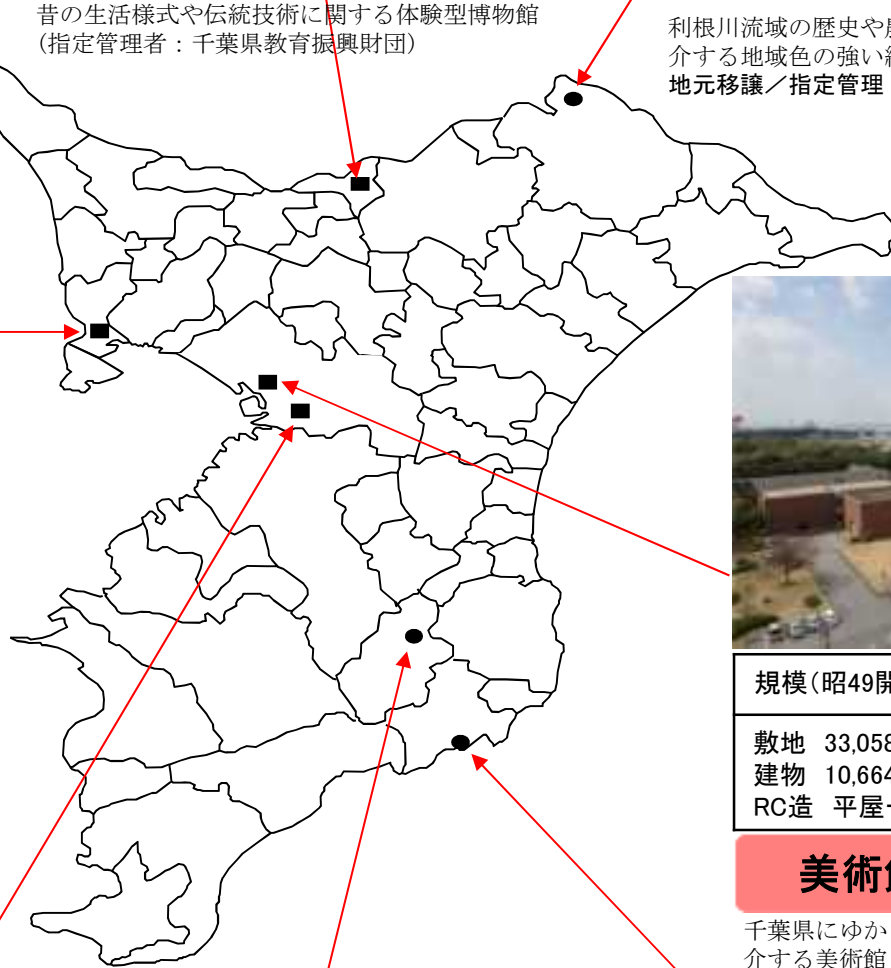 昔の生活様式や伝統技術に関する体験型博物館
(指定管理者：千葉県教育振興財団)
利根川流域の歴史や
介する地域色の強い
地元移譲／指定管理
規模(昭49開
敷地 33,058
建物 10,664
RC造 平屋
美術
千葉県にゆか
介する美術館